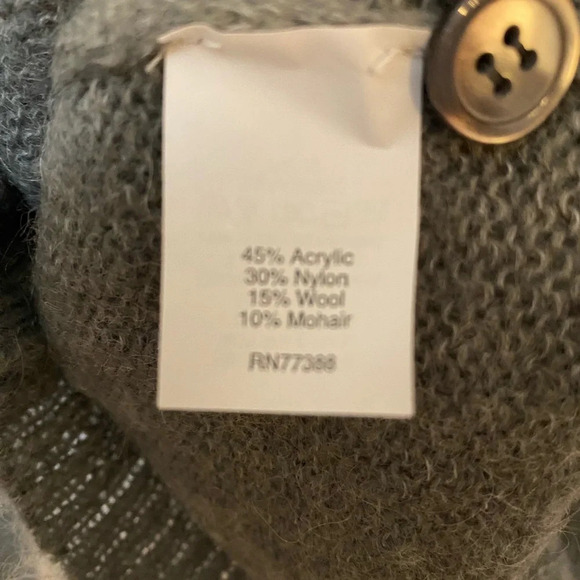 45% Acrylic
30% Nylon
15% Wool
10% Mohair
RN77388